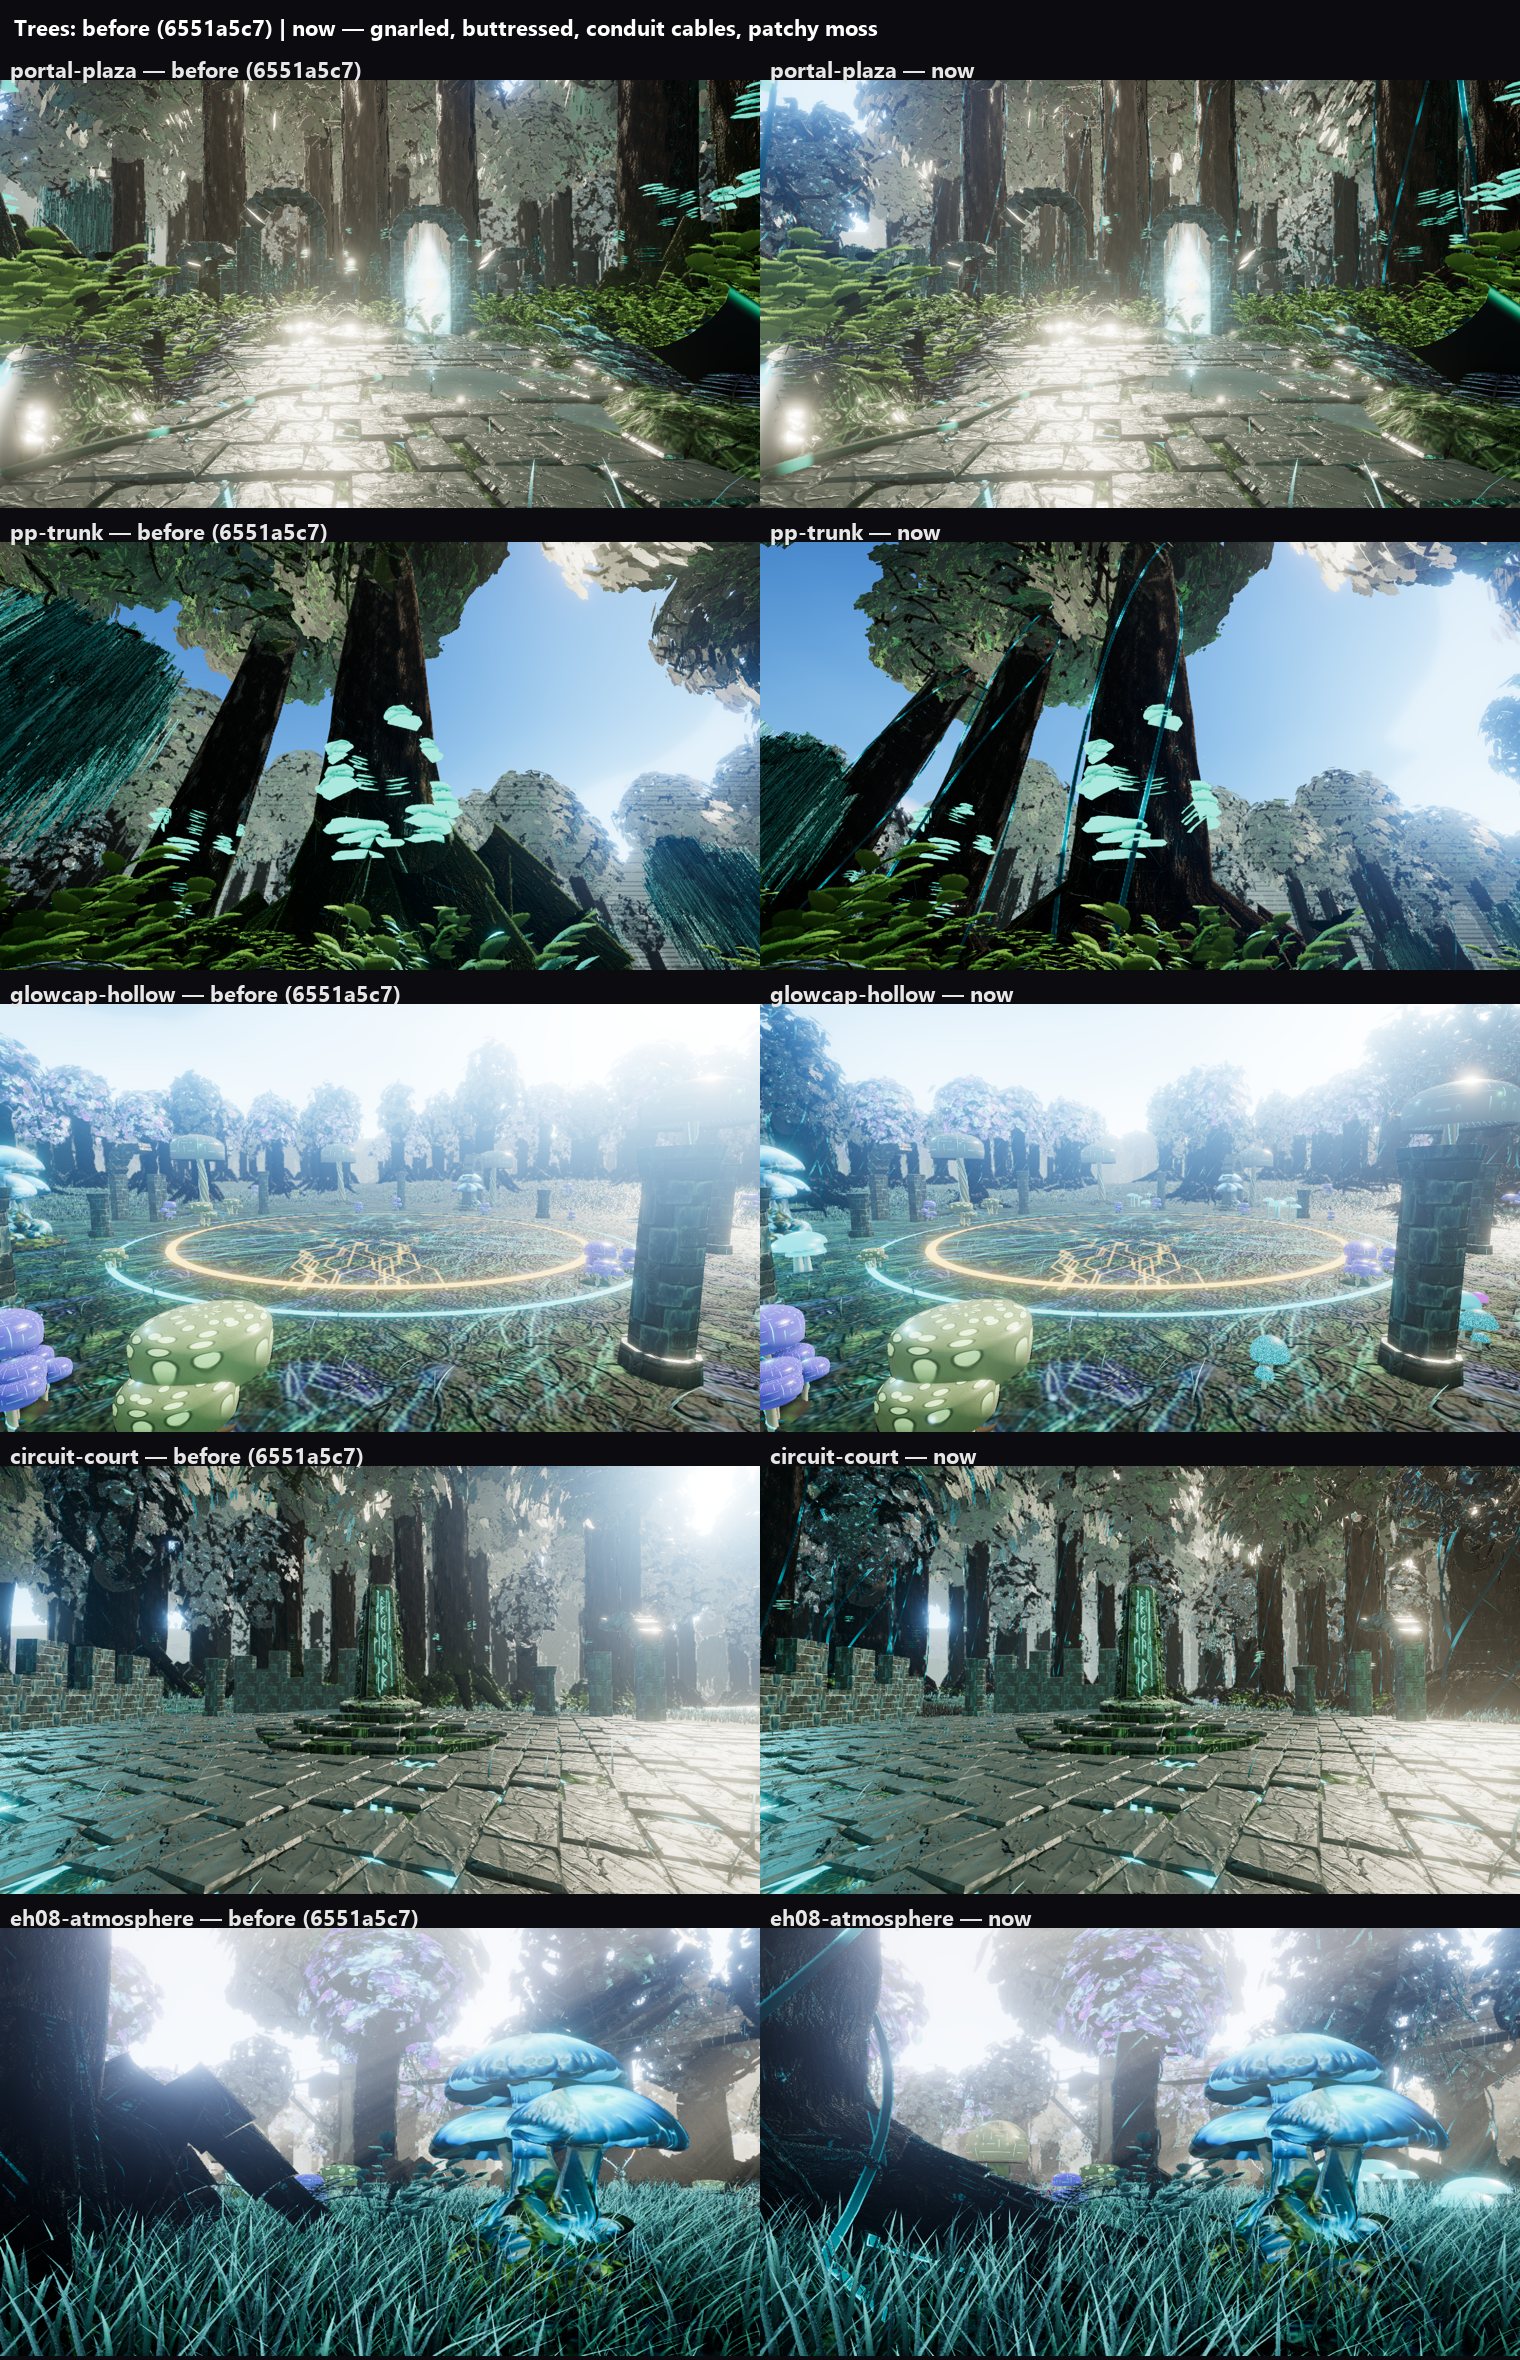 Trees: before (6551a5c7) | now — gnarled, buttressed, conduit cables, patchy moss
portal-plaza — before (6551a5c7)
portal-plaza — now
pp-trunk — before (6551a5c7)
pp-trunk — now
glowcap-hollow — before (6551a5c7)
glowcap-hollow — now
circuit-court — before (6551a5c7)
circuit-court — now
eh08-atmosphere — before (6551a5c7)
eh08-atmosphere — now